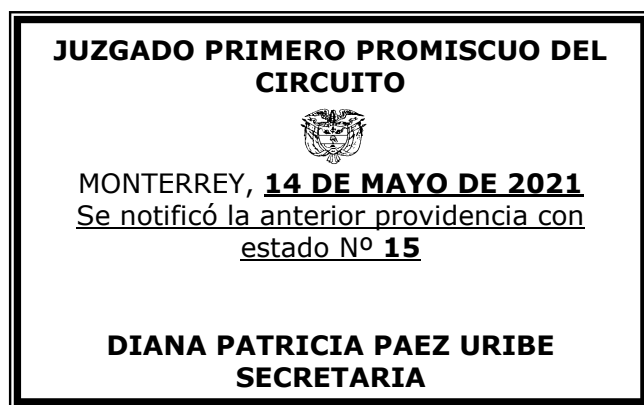 JUZGADO PRIMERO PROMISCUO DEL
CIRCUITO
MONTERREY, 14 DE MAYO DE 2021
Se notificó la anterior providencia con
estado Nº 15
DIANA PATRICIA PAEZ URIBE
SECRETARIA